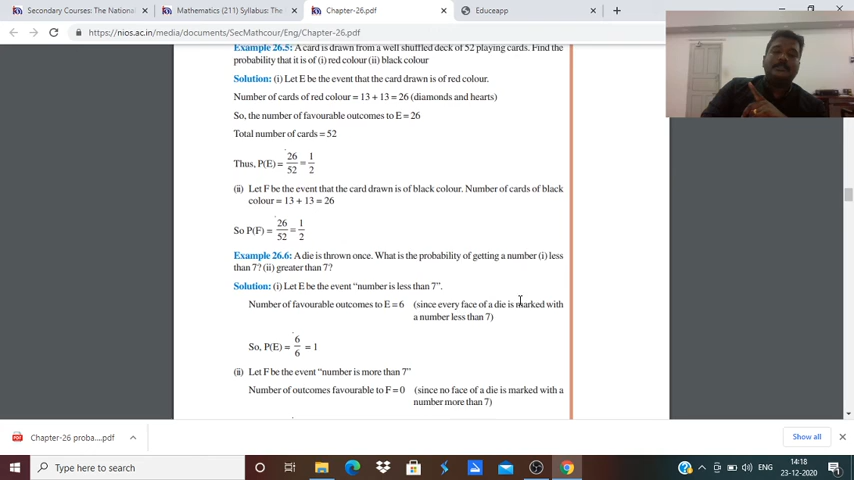 Secondary Courses: The National
Mathematics (211) Syllabus: The
Chapter-26.pdf
Educeapp
https://nios.ac.in/media/documents/SecMathcour/Eng/Chapter-26.pdf
Example 26.5: A card is drawn from a well shuffled deck of 52 playing cards. Find the
probability that it is of (i) red colour (ii) black colour
Solution: (i) Let E be the event that the card drawn is of red colour.
Number of cards of red colour = 13 + 13 = 26 (diamonds and hearts)
So, the number of favourable outcomes to E = 26
Total number of cards = 52
Thus, P(E) = 26/52 = 1/2
(ii) Let F be the event that the card drawn is of black colour. Number of cards of black
colour = 13 + 13 = 26
So P(F) = 26/52 = 1/2
Example 26.6: A die is thrown once. What is the probability of getting a number (i) less
than 7? (ii) greater than 7?
Solution: (i) Let E be the event "number is less than 7".
Number of favourable outcomes to E = 6 (since every face of a die is marked with
a number less than 7)
So, P(E) = 6/6 = 1
(ii) Let F be the event "number is more than 7"
Number of outcomes favourable to F = 0 (since no face of a die is marked with a
number more than 7)
Chapter-26 proba....pdf
Show all
Type here to search
ENG
14:18
23-12-2020